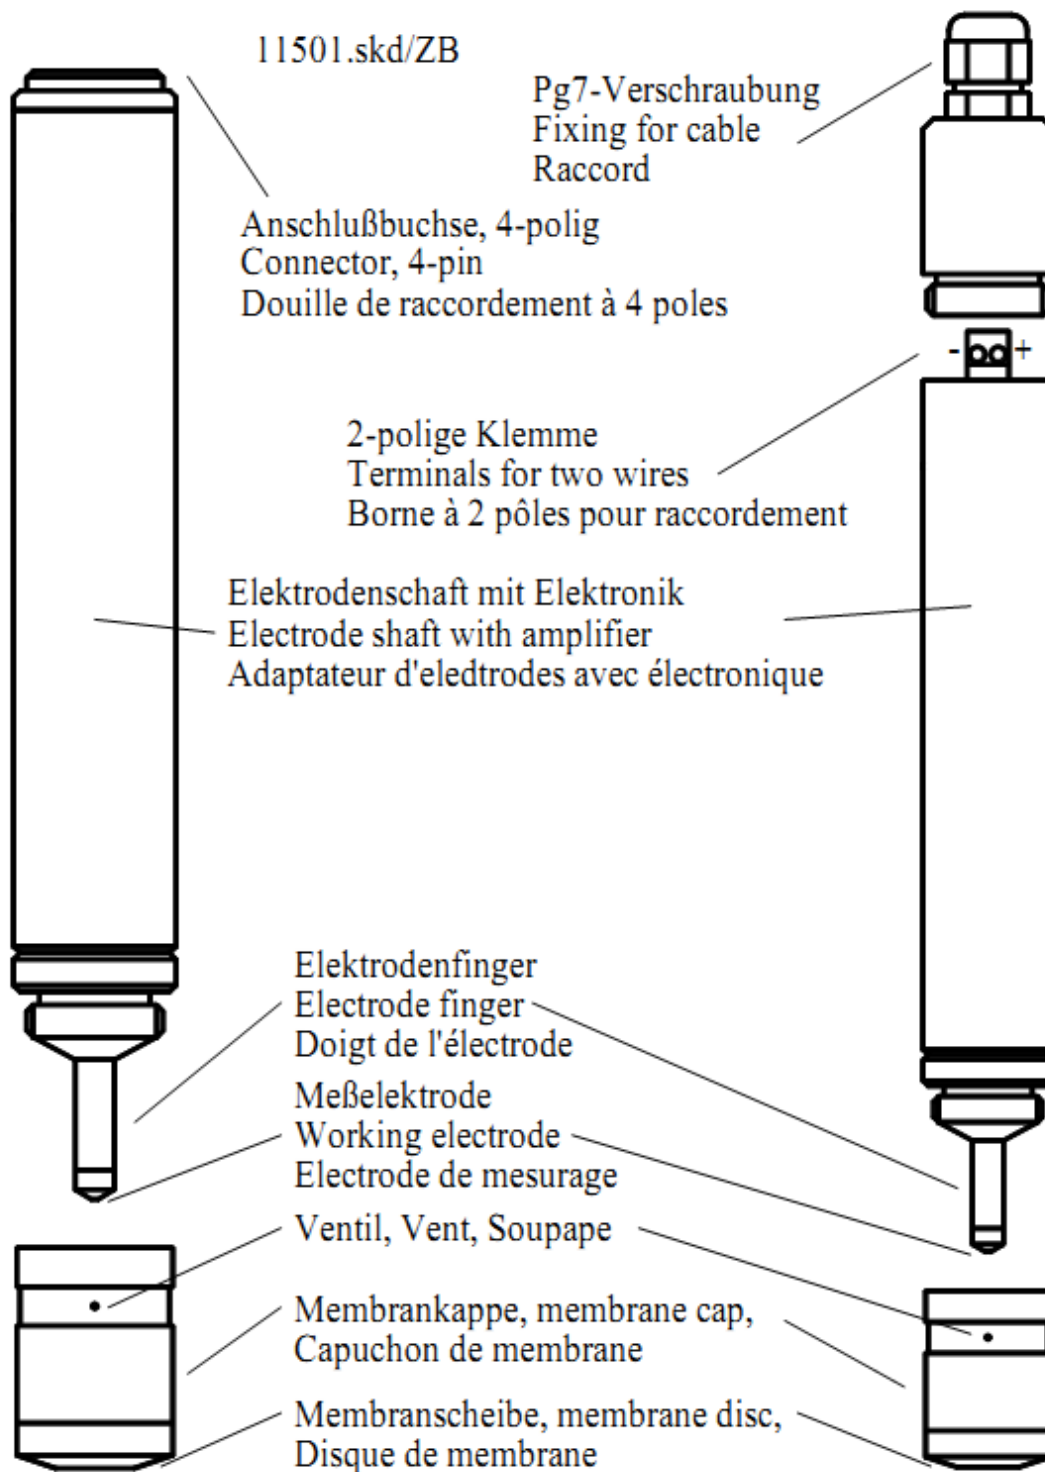 11501.skd/ZB
Pg7-Verschraubung
Fixing for cable
Raccord
Anschlußbuchse, 4-polig
Connector, 4-pin
Douille de raccordement à 4 poles
- +
2-polige Klemme
Terminals for two wires
Borne à 2 pôles pour raccordement
Elektrodenschaft mit Elektronik
Electrode shaft with amplifier
Adaptateur d'eledtrodes avec électronique
Elektrodenfinger
Electrode finger
Doigt de l'électrode
Meßelektrode
Working electrode
Electrode de mesurage
Ventil, Vent, Soupape
Membrankappe, membrane cap,
Capuchon de membrane
Membranscheibe, membrane disc,
Disque de membrane